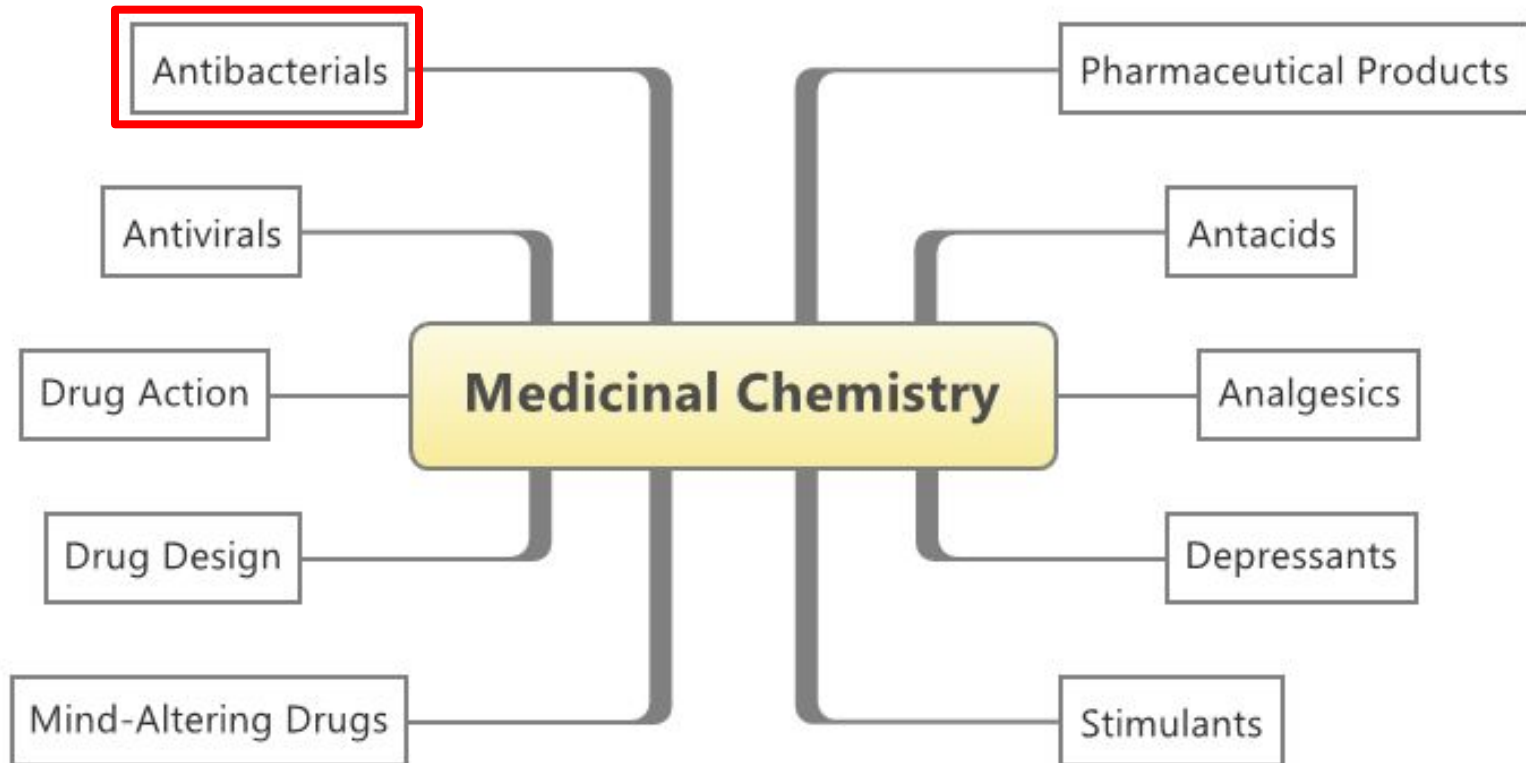 Antibacterials
Pharmaceutical Products
Antivirals
Antacids
Drug Action
Medicinal Chemistry
Analgesics
Drug Design
Depressants
Mind-Altering Drugs
Stimulants